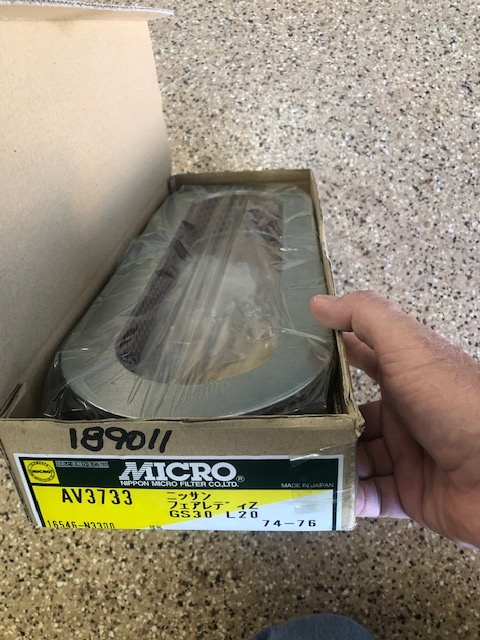 189011
MICRO
MICRO®
NIPPON MICRO FILTER CO.,LTD.
MADE IN JAPAN
AV3733
ニッサン
フェアレディZ
GS30 L20
16546-N3300
74-76